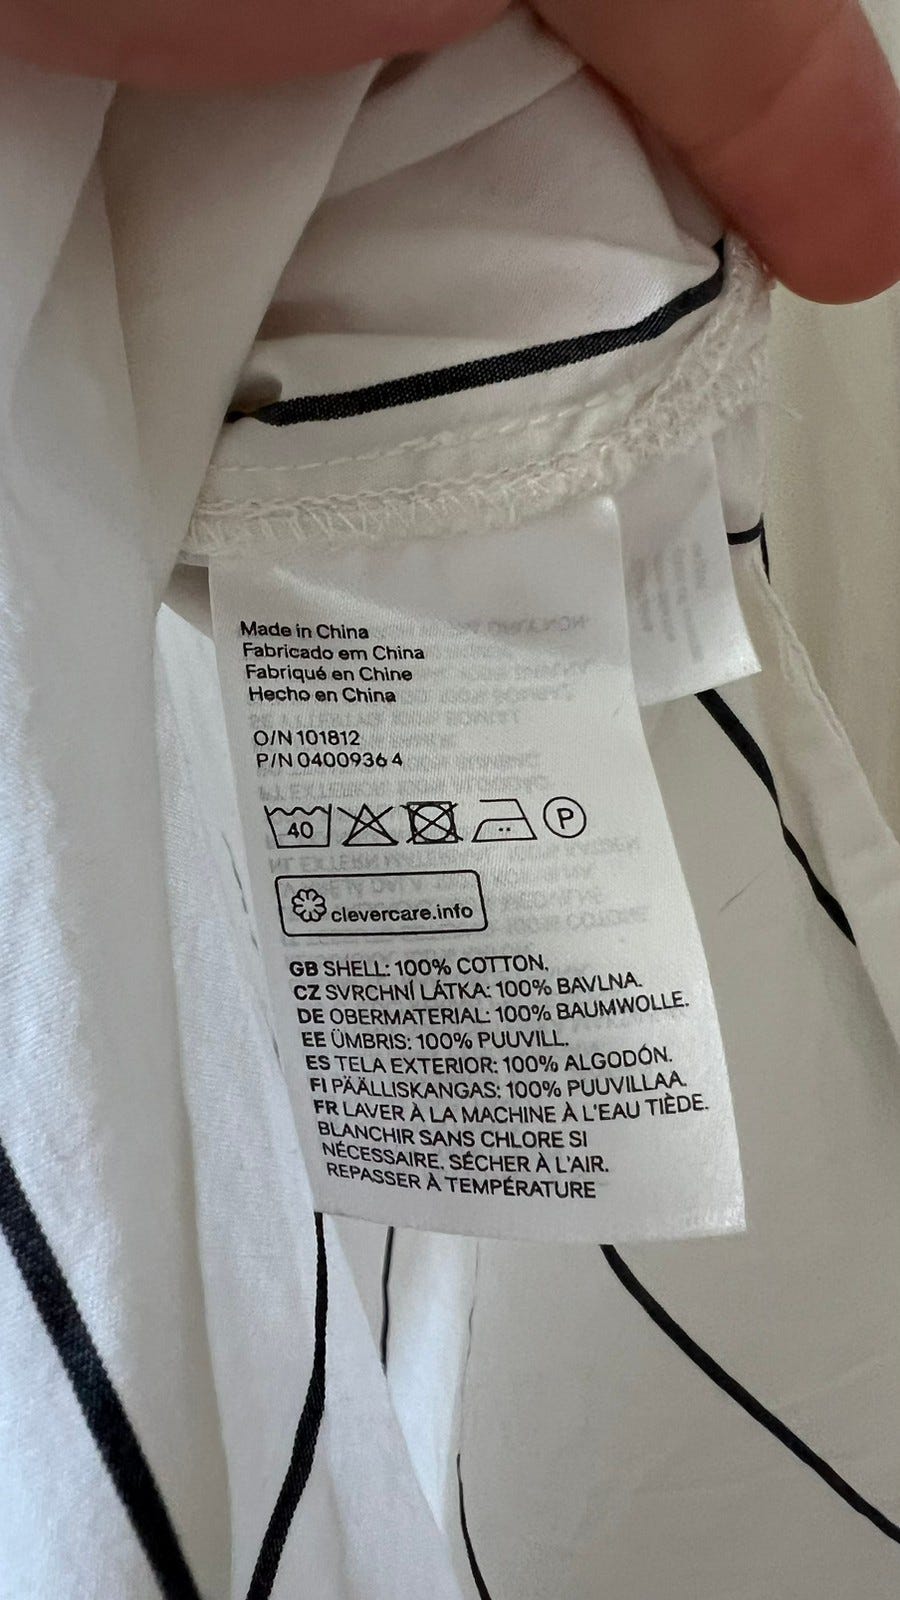 Made in China
Fabricado em China
Fabriqué en Chine
Hecho en China
O/N 101812
P/N 0400936 4
40 P
clevercare.info
GB SHELL: 100% COTTON.
CZ SVRCHNÍ LÁTKA: 100% BAVLNA.
DE OBERMATERIAL: 100% BAUMWOLLE.
EE ÜMBRIS: 100% PUUVILL.
ES TELA EXTERIOR: 100% ALGODÓN.
FI PÄÄLLISKANGAS: 100% PUUVILLAA.
FR LAVER À LA MACHINE À L'EAU TIÈDE.
BLANCHIR SANS CHLORE SI
NÉCESSAIRE. SÉCHER À L'AIR.
REPASSER À TEMPÉRATURE